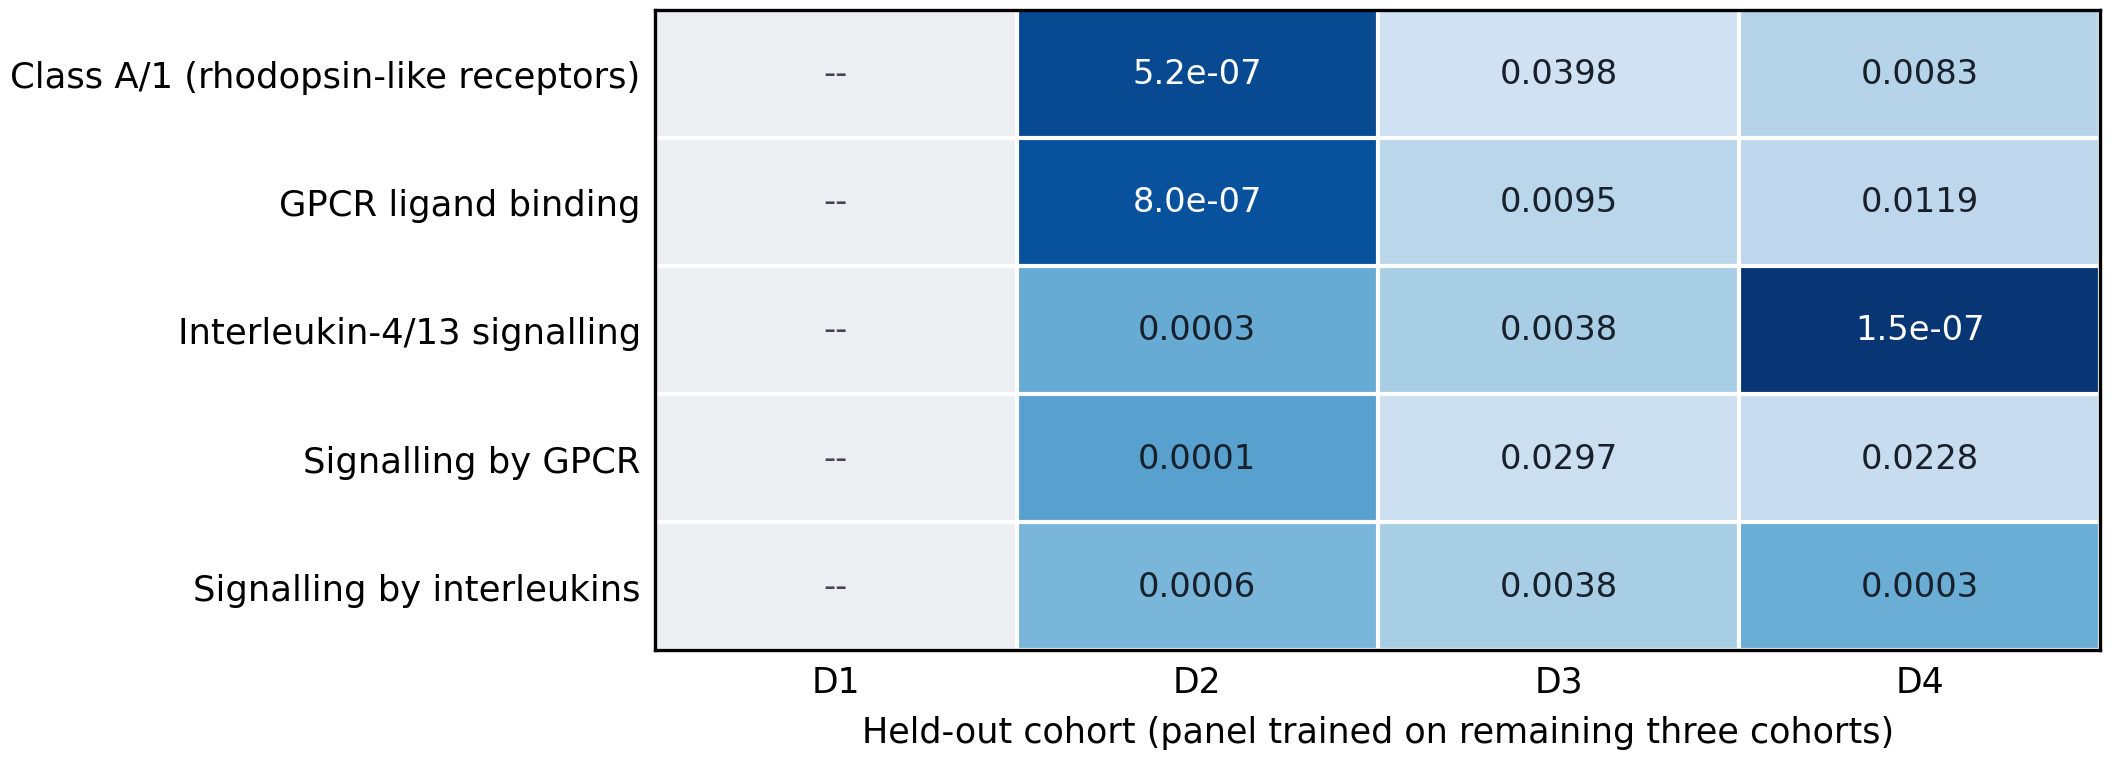 Class A/1 (rhodopsin-like receptors) -- 5.2e-07 0.0398 0.0083
GPCR ligand binding -- 8.0e-07 0.0095 0.0119
Interleukin-4/13 signalling -- 0.0003 0.0038 1.5e-07
Signalling by GPCR -- 0.0001 0.0297 0.0228
Signalling by interleukins -- 0.0006 0.0038 0.0003
D1 D2 D3 D4
Held-out cohort (panel trained on remaining three cohorts)